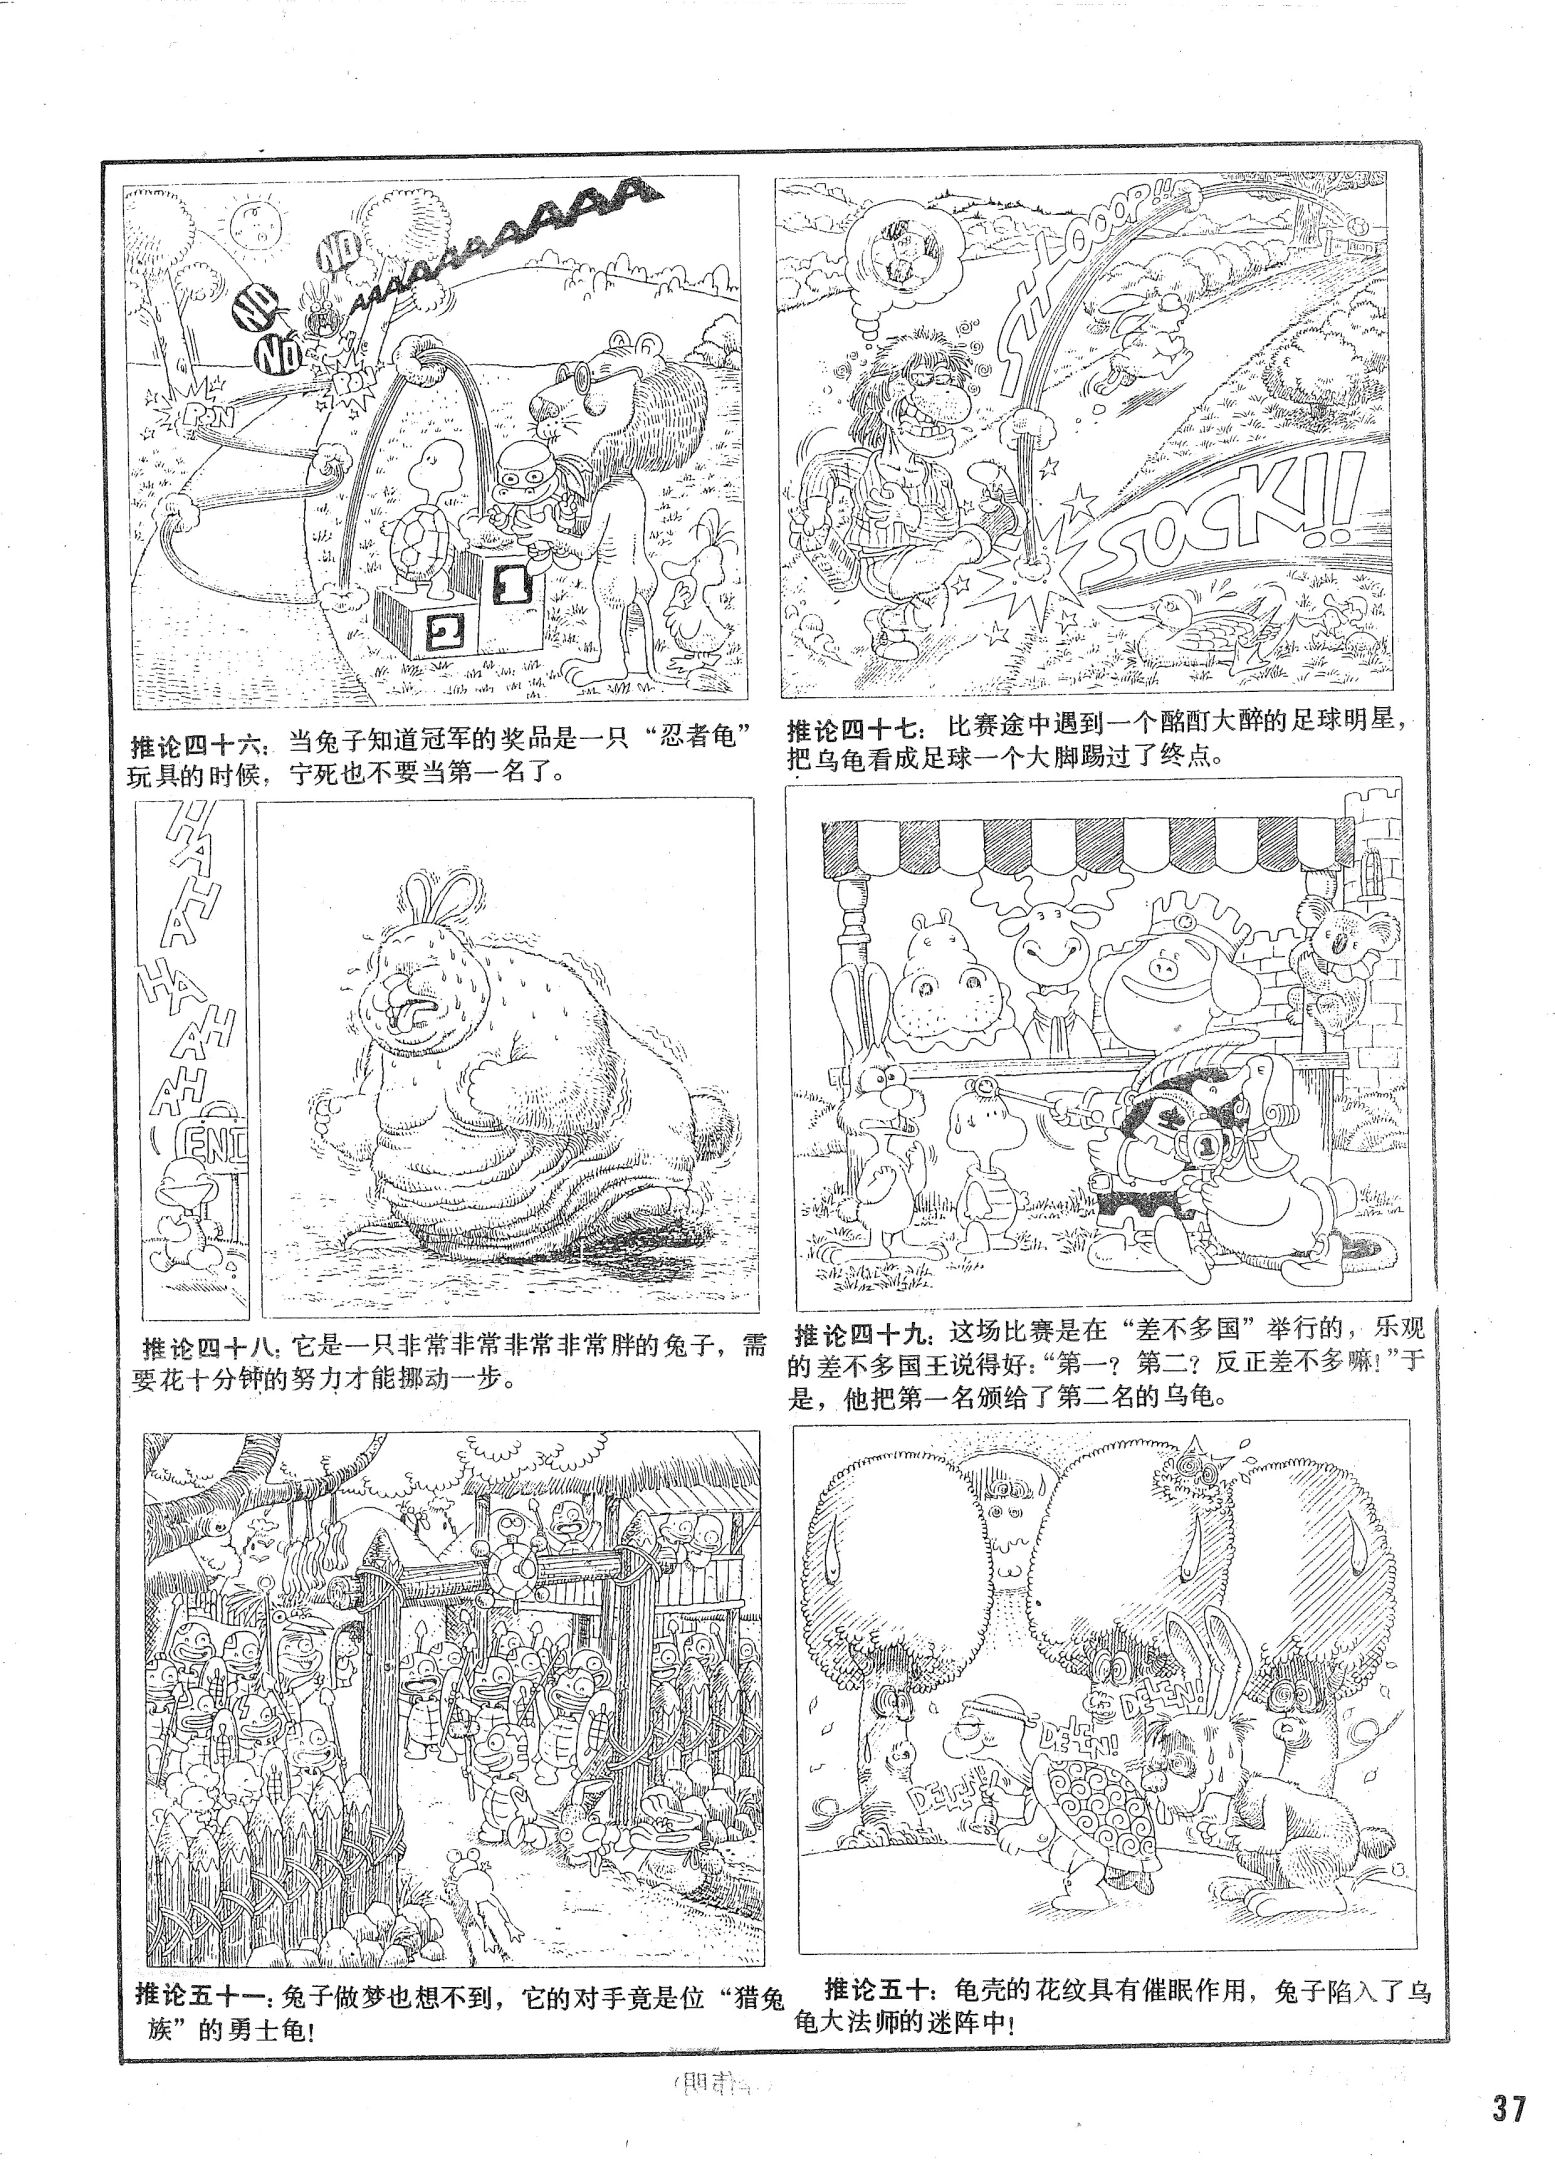 NO
NO
NO
AAAAAAAAAAA
PON
PON
1
2
推论四十六：当兔子知道冠军的奖品是一只“忍者龟”
玩具的时候，宁死也不要当第一名了。
SHLOOOP!!
SOCK!!
推论四十七：比赛途中遇到一个酩酊大醉的足球明星，
把乌龟看成足球一个大脚踢过了终点。
HA
AH
HA
AH
AH
END
推论四十八：它是一只非常非常非常非常胖的兔子，需
要花十分钟的努力才能挪动一步。
1
推论四十九：这场比赛是在“差不多国”举行的，乐观
的差不多国王说得好：“第一？第二？反正差不多嘛！”于
是，他把第一名颁给了第二名的乌龟。
推论五十一：兔子做梦也想不到，它的对手竟是位“猎兔
族”的勇士龟！
DELEN!
DELEN!
DELEN!
推论五十：龟壳的花纹具有催眠作用，兔子陷入了乌
龟大法师的迷阵中！
37